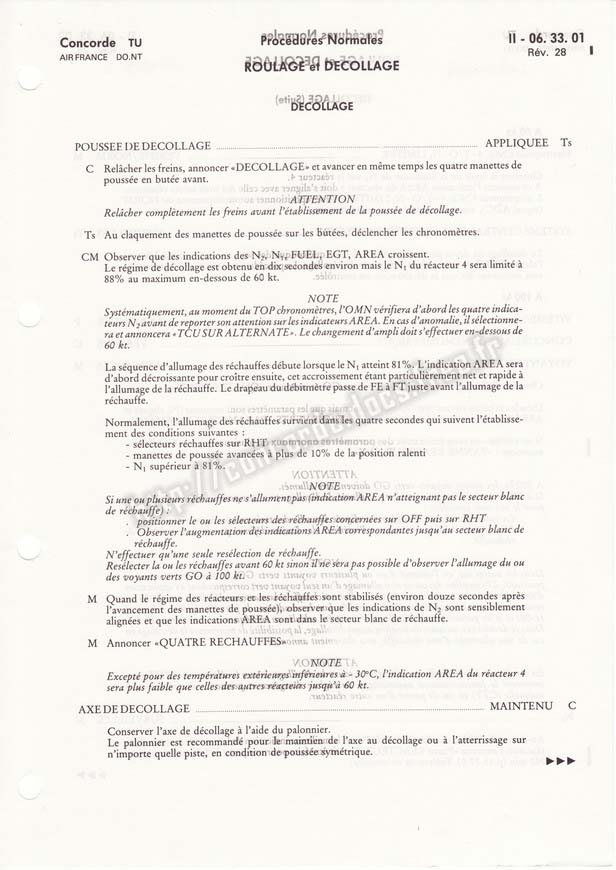 Concorde TU
AIR FRANCE DO.NT
Procédures Normales
ROULAGE et DECOLLAGE
II - 06. 33. 01
Rév. 28
DECOLLAGE
POUSSEE DE DECOLLAGE ........ APPLIQUEE Ts
C Relâcher les freins, annoncer «DECOLLAGE» et avancer en même temps les quatre manettes de
poussée en butée avant.
ATTENTION
Relâcher complètement les freins avant l'établissement de la poussée de décollage.
Ts Au claquement des manettes de poussée sur les butées, déclencher les chronomètres.
CM Observer que les indications des N2, N1, FUEL, EGT, AREA croissent.
Le régime de décollage est obtenu en dix secondes environ mais le N1 du réacteur 4 sera limité à
88% au maximum en-dessous de 60 kt.
NOTE
Systématiquement, au moment du TOP chronomètres, l'OMN vérifiera d'abord les quatre indica-
teurs N2 avant de reporter son attention sur les indicateurs AREA. En cas d'anomalie, il sélectionne-
ra et annoncera «TCU SUR ALTERNATE». Le changement d'ampli doit s'effectuer en-dessous de
60 kt.
La séquence d'allumage des réchauffes débute lorsque le N1 atteint 81%. L'indication AREA sera
d'abord décroissante pour croître ensuite, cet accroissement étant particulièrement net et rapide à
l'allumage de la réchauffe. Le drapeau du débitmètre passe de FE à FT juste avant l'allumage de la
réchauffe.
Normalement, l'allumage des réchauffes survient dans les quatre secondes qui suivent l'établisse-
ment des conditions suivantes :
- sélecteurs réchauffes sur RHT
- manettes de poussée avancées à plus de 10% de la position ralenti
- N1 supérieur à 81%.
NOTE
Si une ou plusieurs réchauffes ne s'allument pas (indication AREA n'atteignant pas le secteur blanc
de réchauffe) :
. positionner le ou les sélecteurs des réchauffes concernées sur OFF puis sur RHT
. Observer l'augmentation des indications AREA correspondantes jusqu'au secteur blanc de
réchauffe.
N'effectuer qu'une seule resélection de réchauffe.
Resélecter la ou les réchauffes avant 60 kt sinon il ne sera pas possible d'observer l'allumage du ou
des voyants verts GO à 100 kt.
M Quand le régime des réacteurs et les réchauffes sont stabilisés (environ douze secondes après
l'avancement des manettes de poussée), observer que les indications de N2 sont sensiblement
alignées et que les indications AREA sont dans le secteur blanc de réchauffe.
M Annoncer «QUATRE RECHAUFFES»
NOTE
Excepté pour des températures extérieures inférieures à - 30°C, l'indication AREA du réacteur 4
sera plus faible que celles des autres réacteurs jusqu'à 60 kt.
AXE DE DECOLLAGE ........ MAINTENU C
Conserver l'axe de décollage à l'aide du palonnier.
Le palonnier est recommandé pour le maintien de l'axe au décollage ou à l'atterrissage sur
n'importe quelle piste, en condition de poussée symétrique.